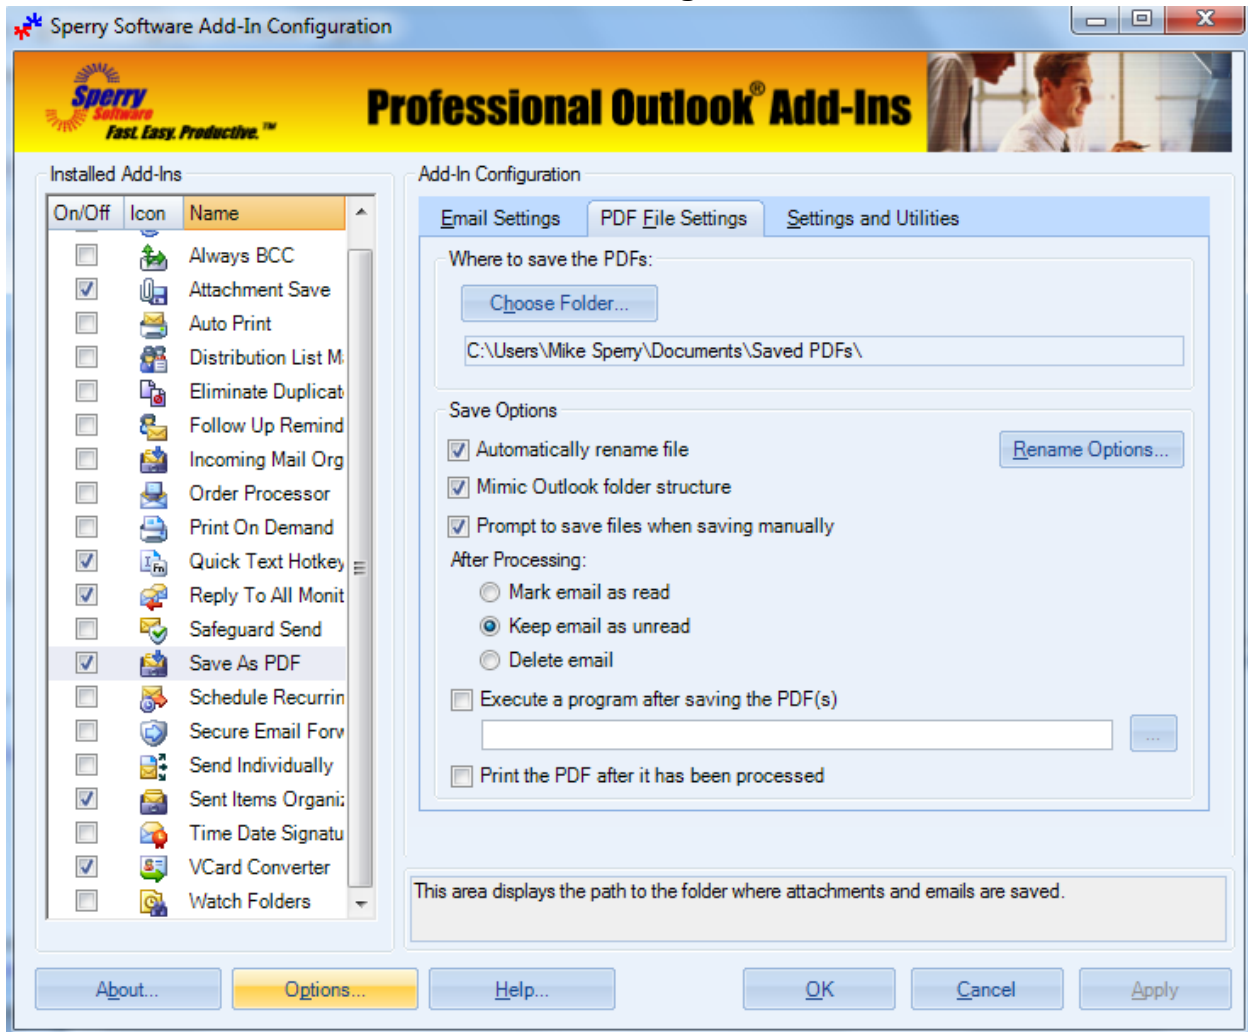 Sperry Software Add-In Configuration
Sperry
Software
Fast. Easy. Productive.™
Professional Outlook® Add-Ins
Installed Add-Ins
On/Off Icon Name
Always BCC
Attachment Save
Auto Print
Distribution List M
Eliminate Duplicat
Follow Up Remind
Incoming Mail Org
Order Processor
Print On Demand
Quick Text Hotkey
Reply To All Monit
Safeguard Send
Save As PDF
Schedule Recurrin
Secure Email Forw
Send Individually
Sent Items Organiz
Time Date Signatu
VCard Converter
Watch Folders
Add-In Configuration
Email Settings PDF File Settings Settings and Utilities
Where to save the PDFs:
Choose Folder...
C:\Users\Mike Sperry\Documents\Saved PDFs\
Save Options
Automatically rename file
Rename Options...
Mimic Outlook folder structure
Prompt to save files when saving manually
After Processing:
Mark email as read
Keep email as unread
Delete email
Execute a program after saving the PDF(s)
...
Print the PDF after it has been processed
This area displays the path to the folder where attachments and emails are saved.
About... Options... Help... OK Cancel Apply